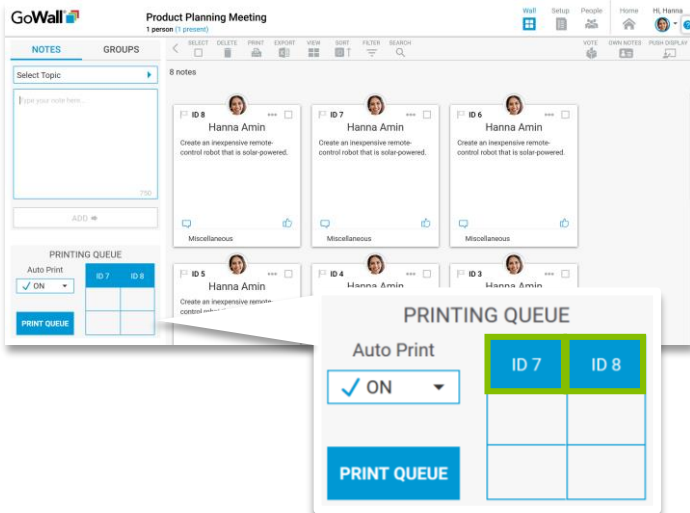 GoWall
Product Planning Meeting
1 person (1 present)
Wall Setup People Home Hi, Hanna
NOTES GROUPS
SELECT DELETE PRINT EXPORT VIEW SORT FILTER SEARCH VOTE OWN NOTES PUSH DISPLAY
Select Topic
8 notes
Type your note here...
750
ADD
ID 8
Hanna Amin
Create an inexpensive remote-
control robot that is solar-powered.
Miscellaneous
ID 7
Hanna Amin
Create an inexpensive remote-
control robot that is solar-powered.
Miscellaneous
ID 6
Hanna Amin
Create an inexpensive remote-
control robot that is solar-powered.
Miscellaneous
PRINTING QUEUE
Auto Print
ON
ID 7 ID 8
PRINT QUEUE
ID 5
Hanna Amin
Create an inexpensive remote-
ID 4
Hanna Amin
ID 3
Hanna Amin
PRINTING QUEUE
Auto Print
ON
ID 7 ID 8
PRINT QUEUE